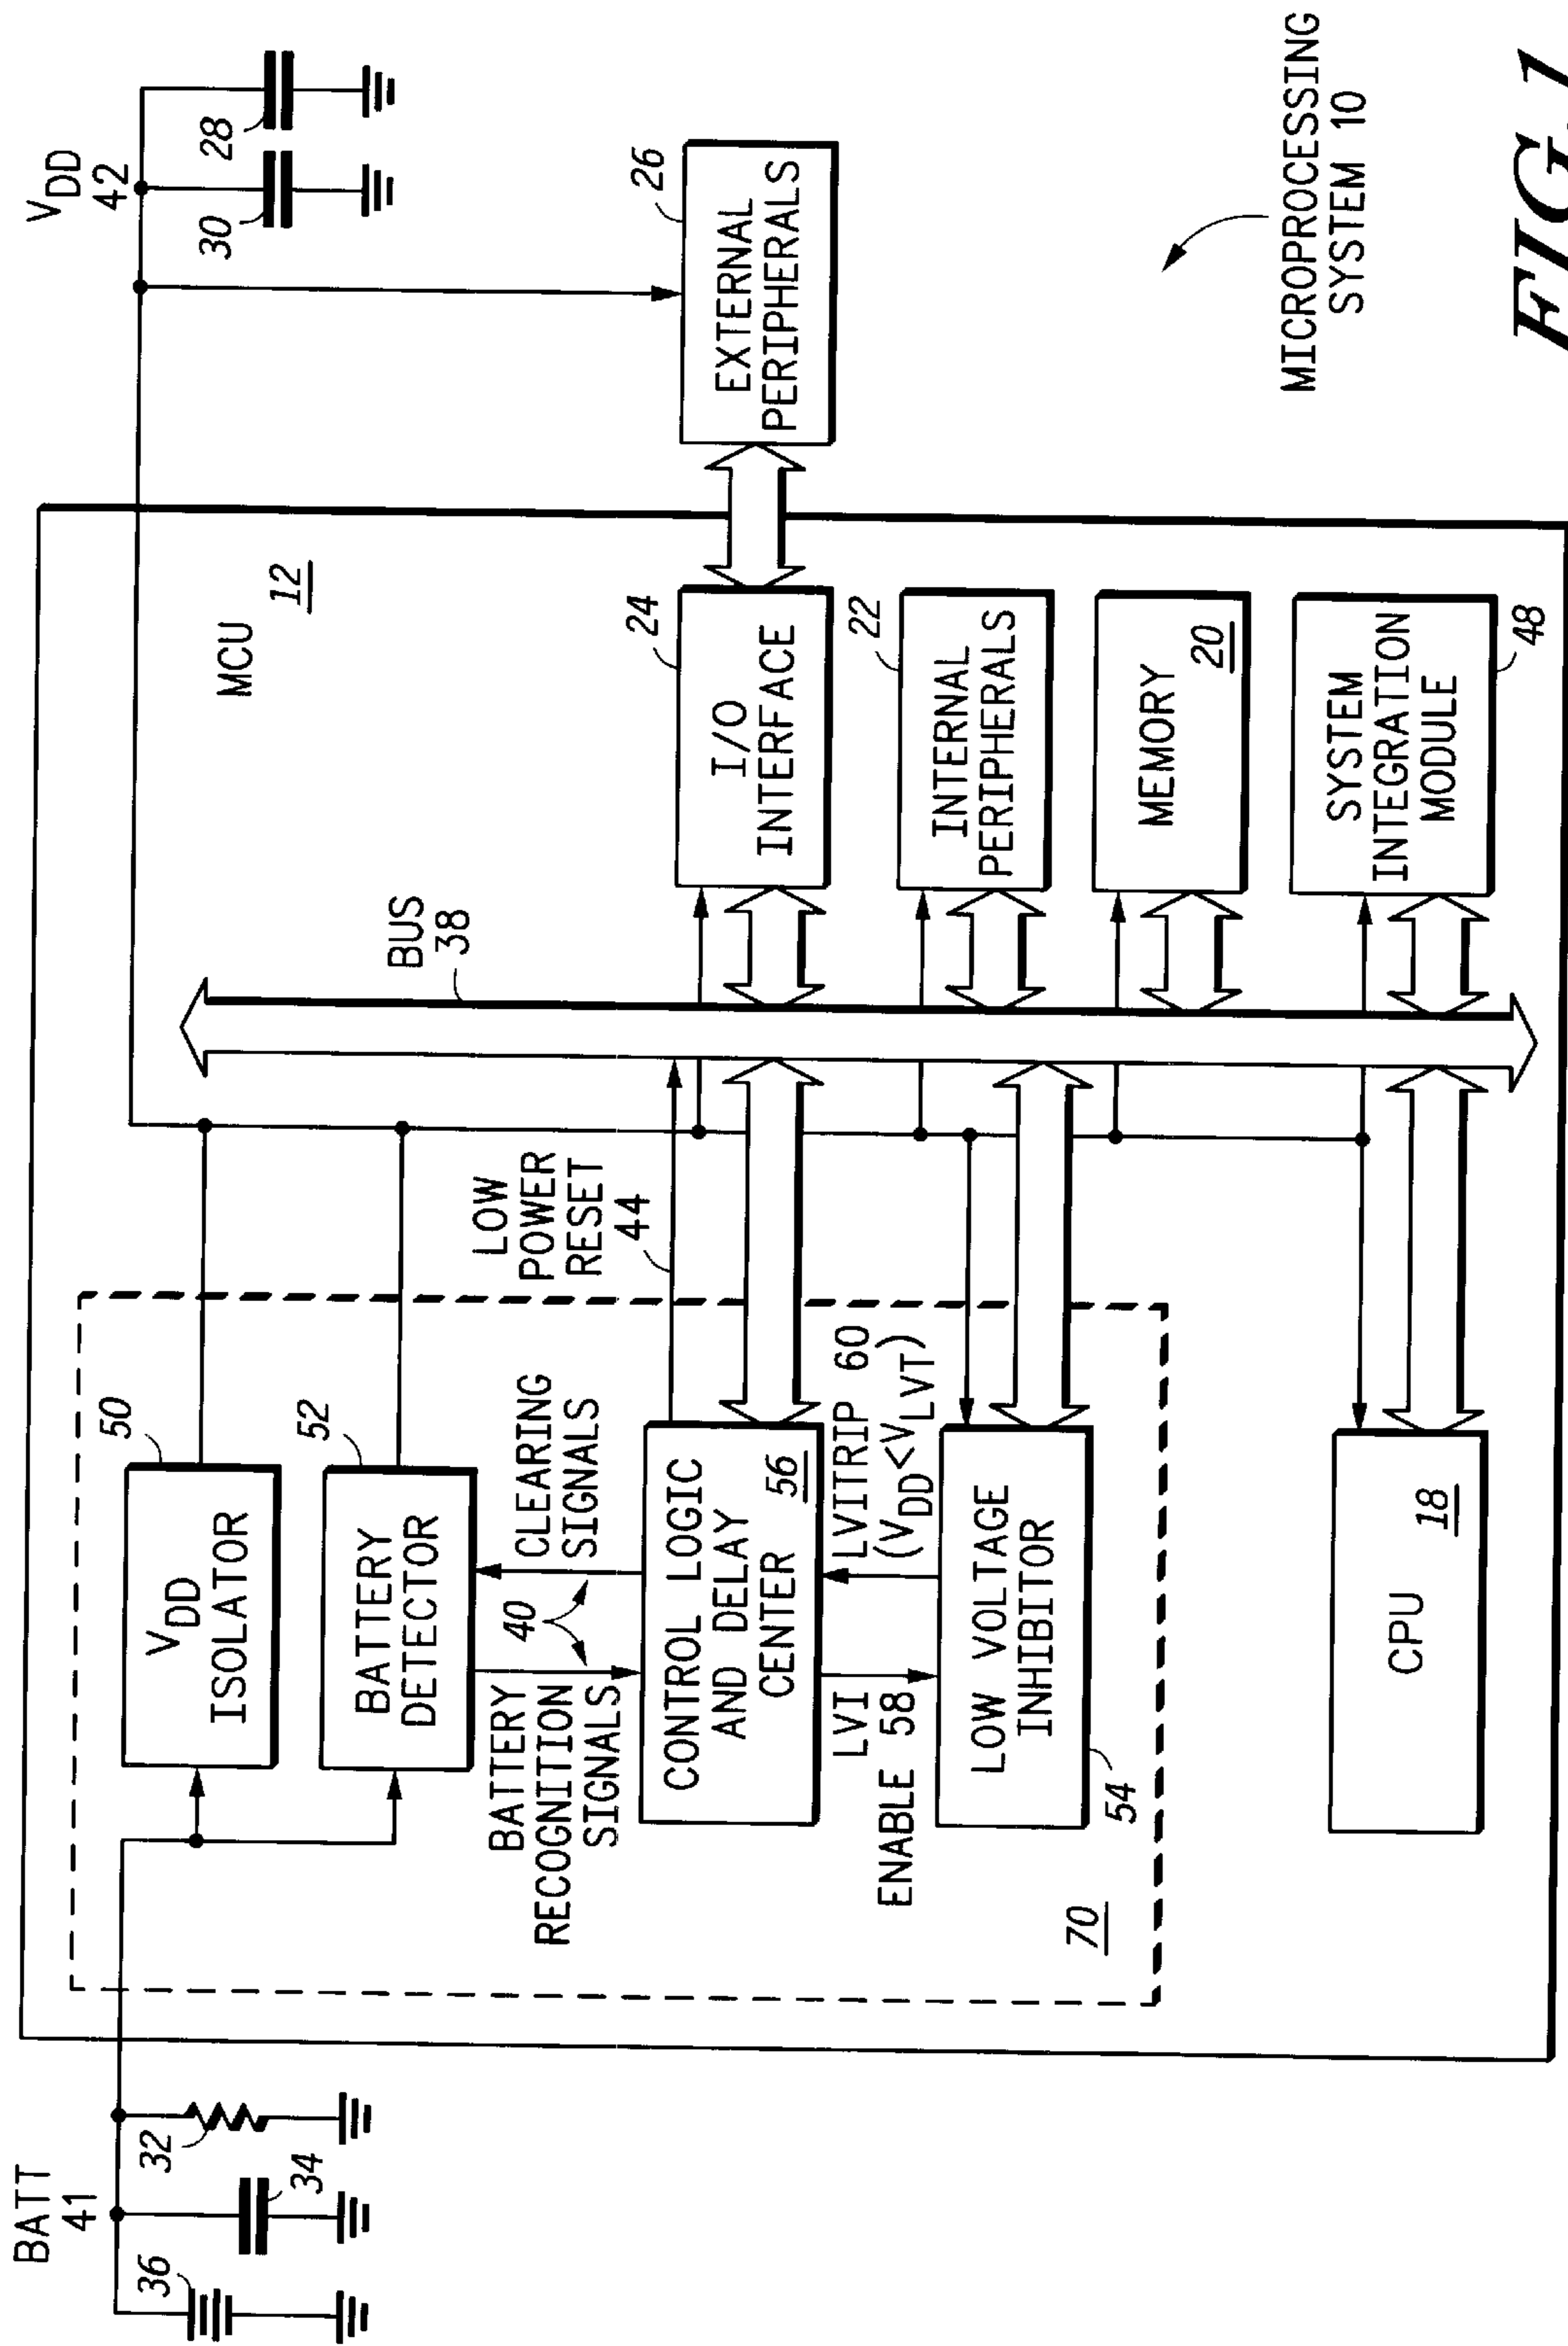 BATT
41
36
34
32
V DD
42
30
28
MCU
12
50
V DD
ISOLATOR
52
BATTERY
DETECTOR
BATTERY
RECOGNITION
SIGNALS
40
CLEARING
SIGNALS
LOW
POWER
RESET
44
BUS
38
CONTROL LOGIC
AND DELAY
CENTER
56
LVI
ENABLE 58
LVITRIP 60
(VDD<VLVT)
LOW VOLTAGE
INHIBITOR
54
70
CPU
18
24
I/O
INTERFACE
22
INTERNAL
PERIPHERALS
MEMORY
20
SYSTEM
INTEGRATION
MODULE
48
26
EXTERNAL
PERIPHERALS
MICROPROCESSING
SYSTEM 10
FIG.1